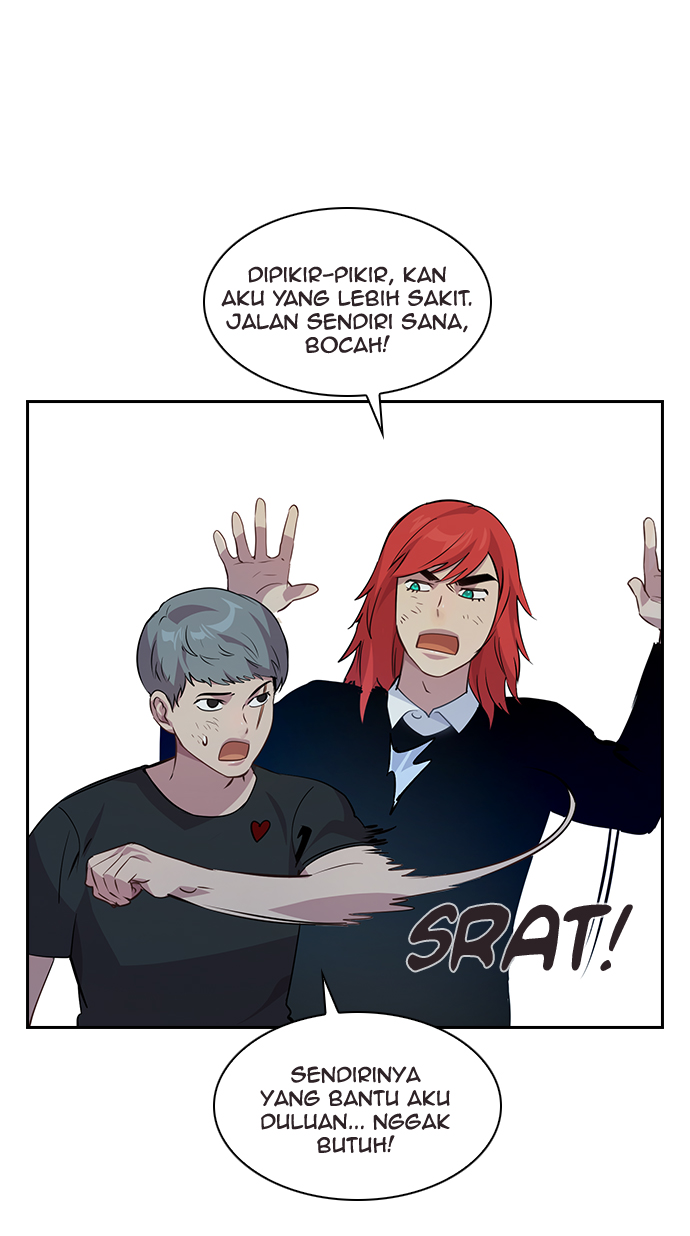 DIPIKIR-PIKIR, KAN
AKU YANG LEBIH SAKIT.
JALAN SENDIRI SANA,
BOCAH!
SRAT!
SENDIRINYA
YANG BANTU AKU
DULUAN... NGGAK
BUTUH!